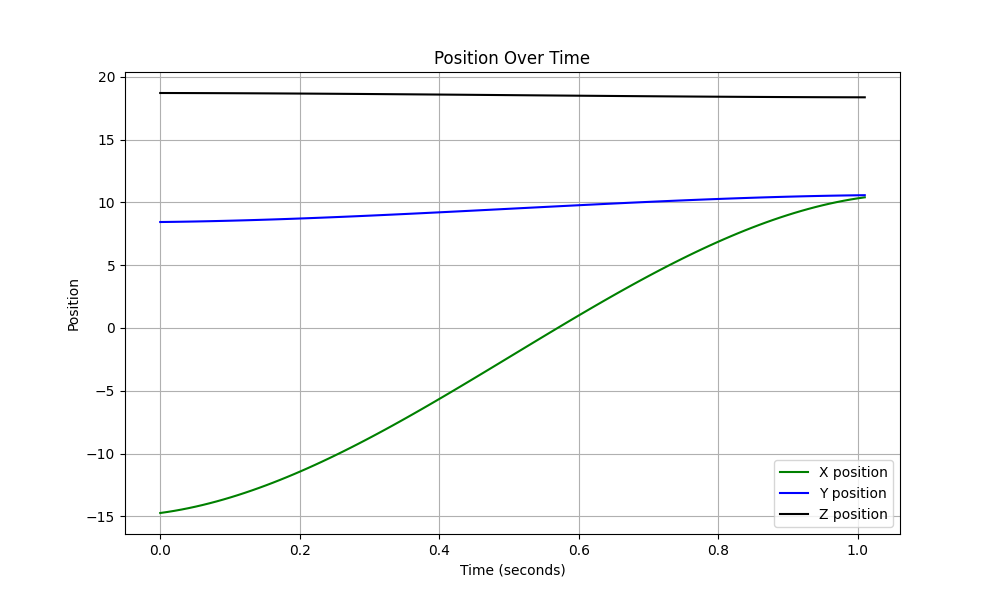 Position Over Time
20
15
10
5
0
−5
−10
−15
Position
0.0 0.2 0.4 0.6 0.8 1.0
Time (seconds)
X position
Y position
Z position